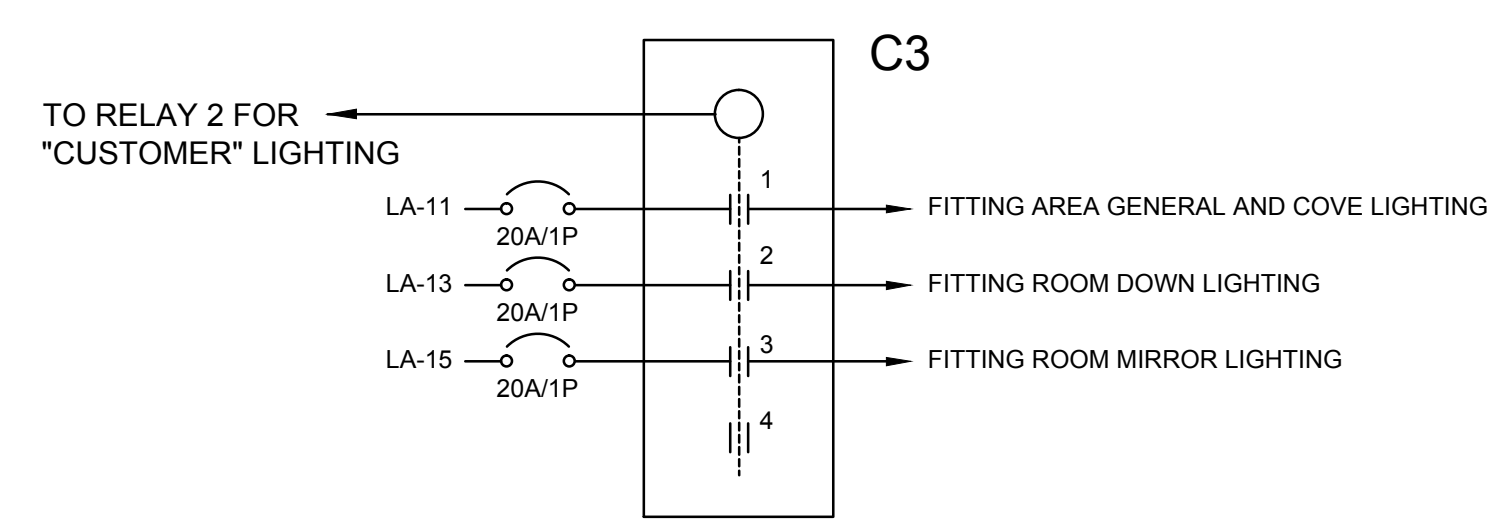 C3
TO RELAY 2 FOR
"CUSTOMER" LIGHTING
LA-11
20A/1P
1
FITTING AREA GENERAL AND COVE LIGHTING
LA-13
20A/1P
2
FITTING ROOM DOWN LIGHTING
LA-15
20A/1P
3
FITTING ROOM MIRROR LIGHTING
4